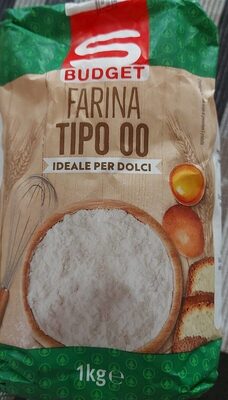 S
BUDGET
FARINA
TIPO 00
IDEALE PER DOLCI
1kg e